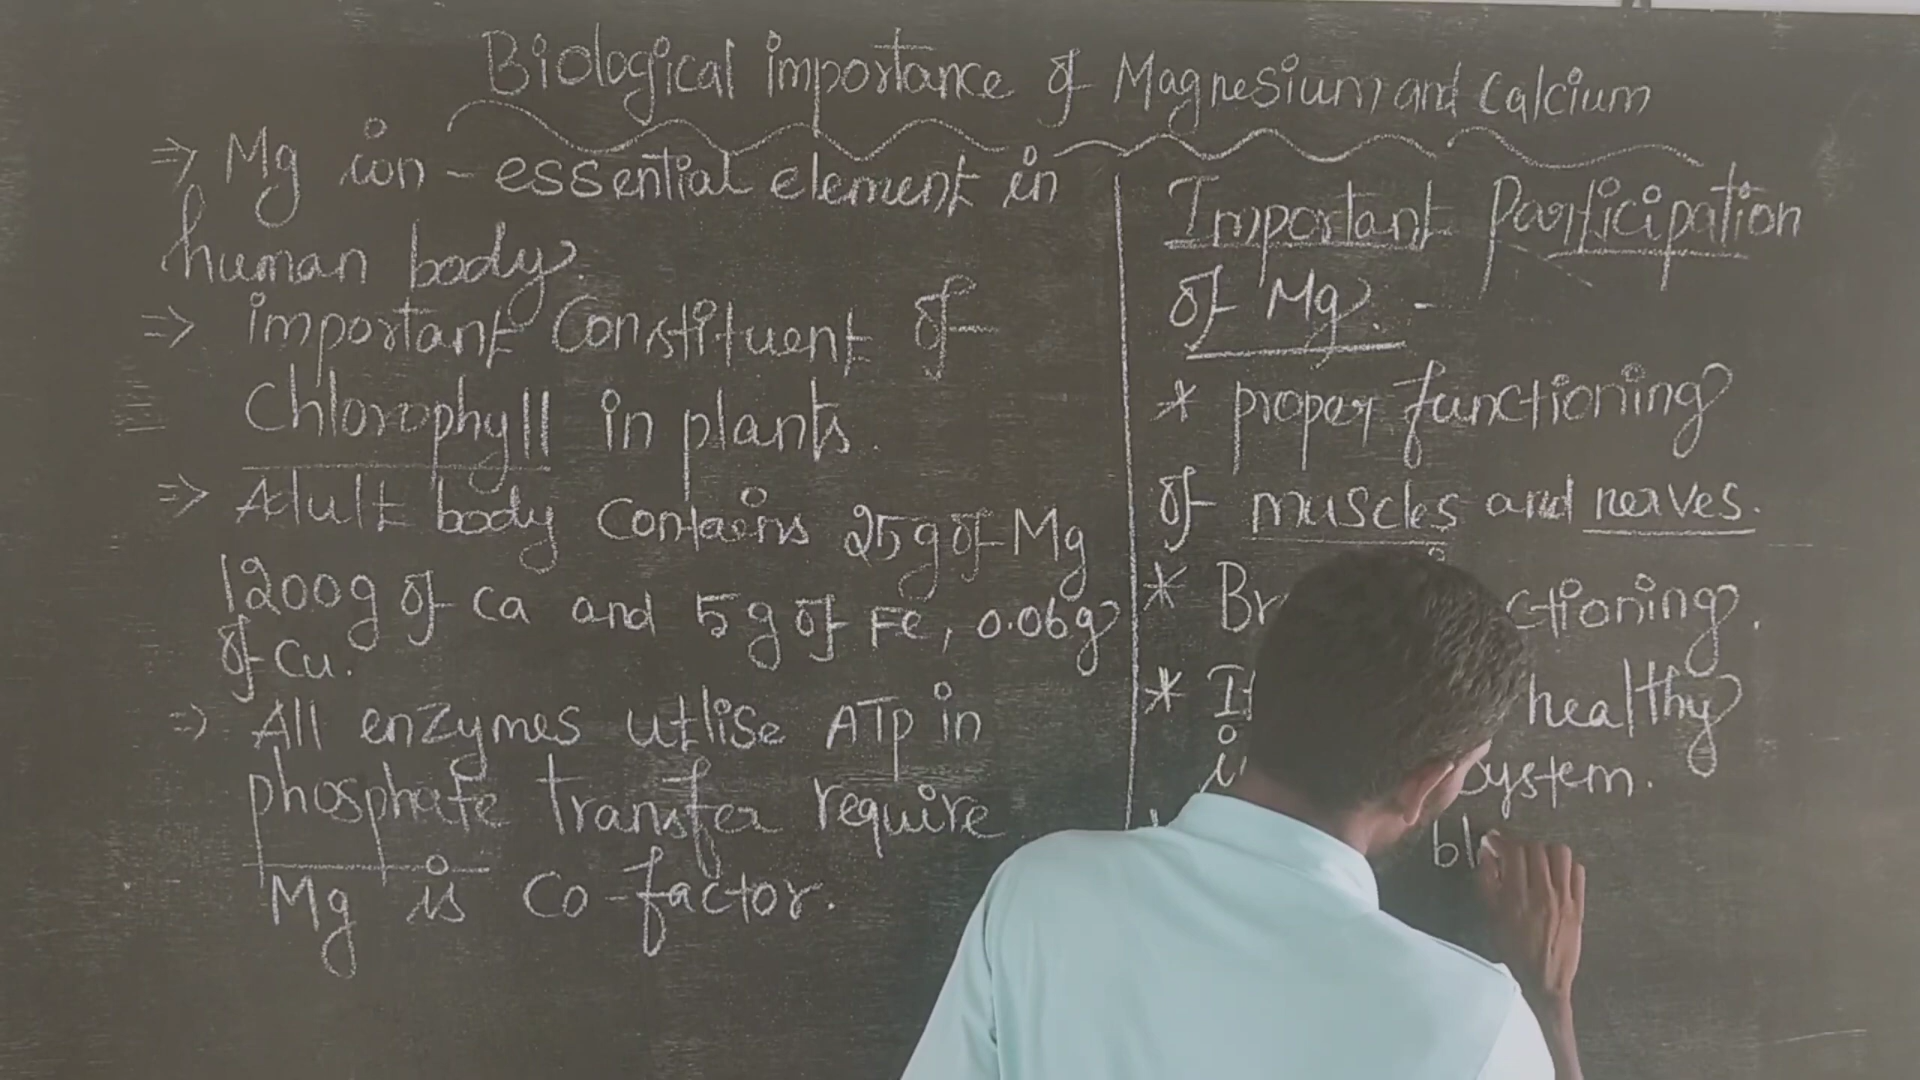 Biological importance of Magnesium and Calcium
⇒ Mg ion - essential element in
human body.
⇒ important Constituent of
Chlorophyll in plants.
⇒ Adult body Contains 25g of Mg
1200g of Ca and 5g of Fe, 0.06g
of Cu.
⇒ All enzymes utlise ATP in
phosphate transfer require
Mg is Co-factor.
Important Participation
of Mg. -
* proper functioning
of muscles and nerves.
* Br ctioning.
* healthy
system.
bl